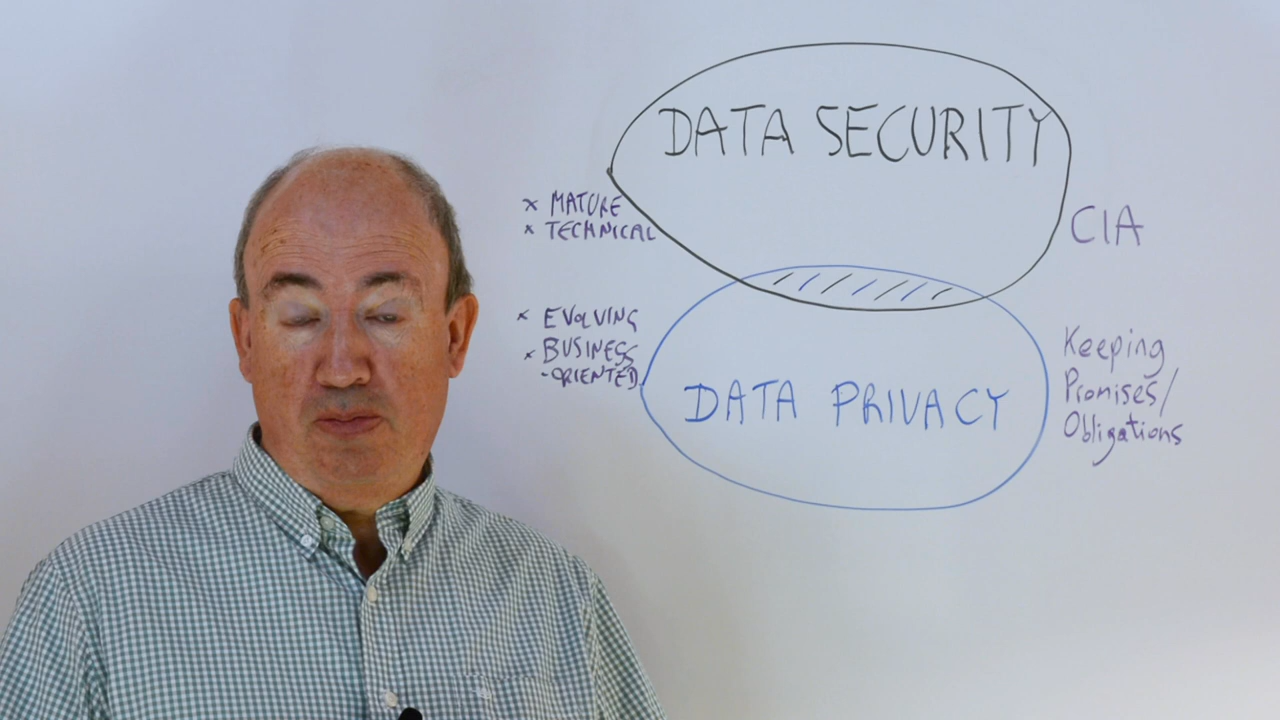 DATA SECURITY
× MATURE
× TECHNICAL
CIA
× EVOLVING
× BUSINESS
-ORIENTED
Keeping
Promises/
Obligations
DATA PRIVACY